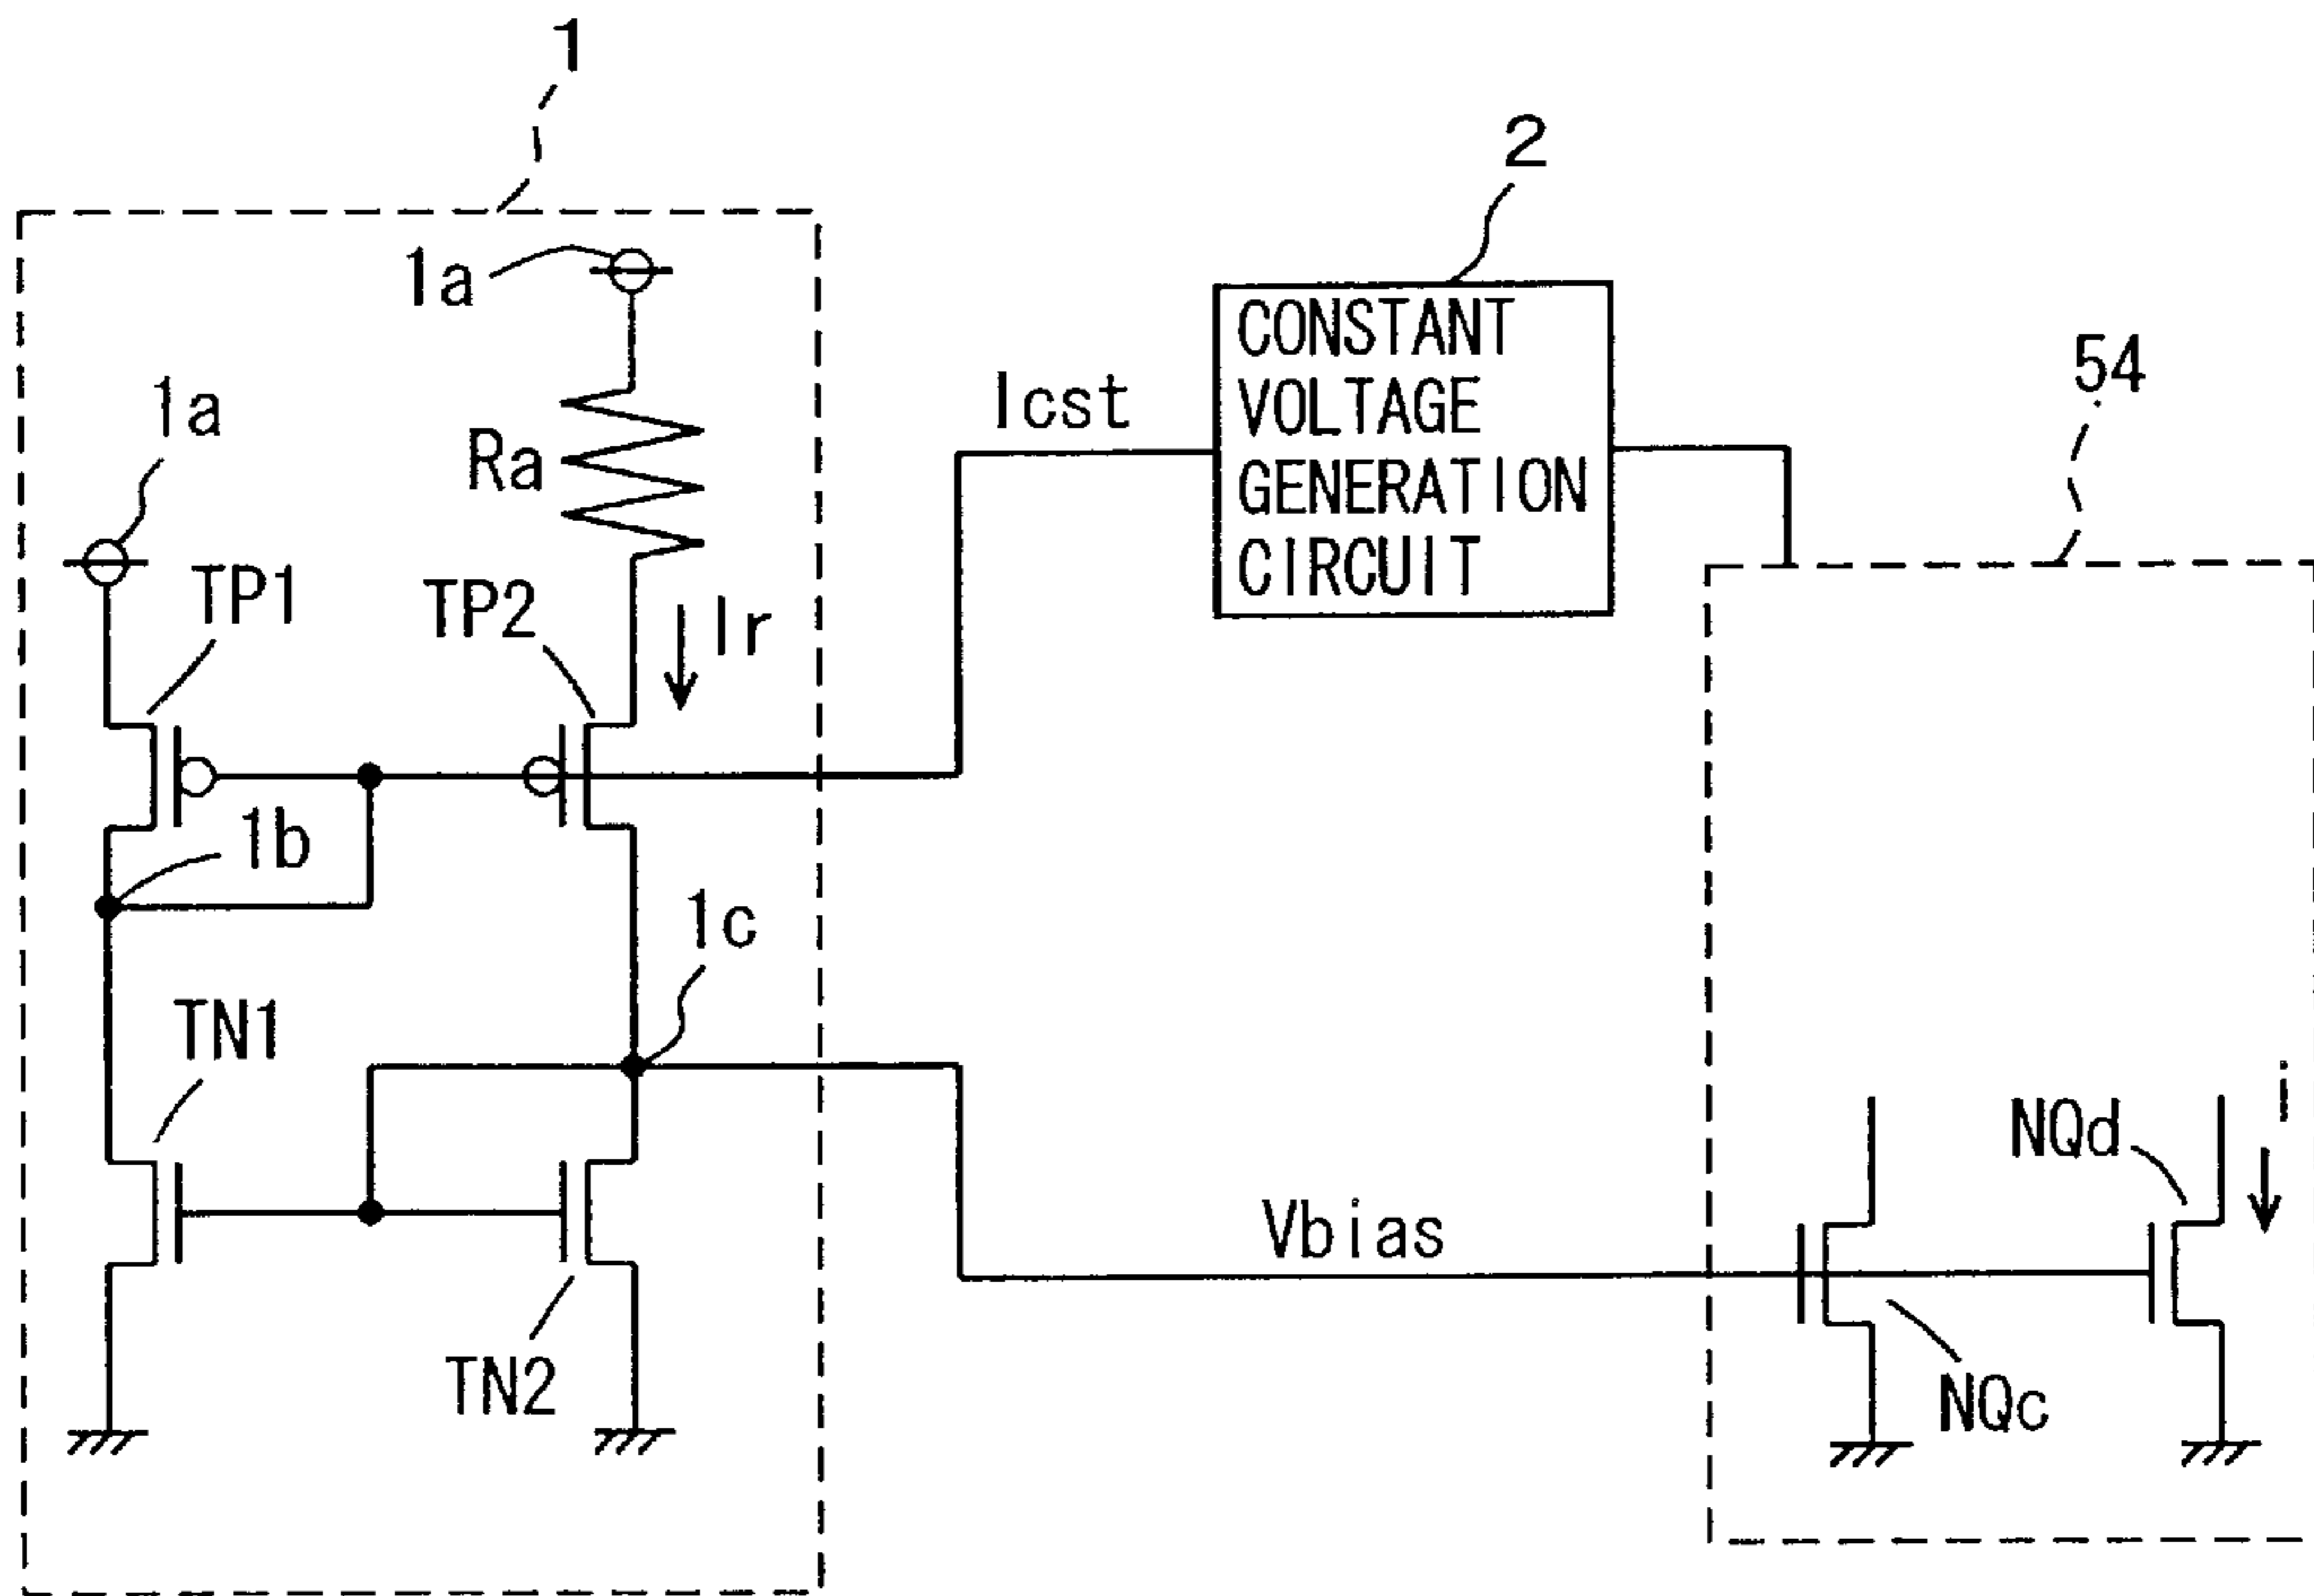 1
2
1a
CONSTANT
VOLTAGE
GENERATION
CIRCUIT
54
1a
Icst
Ra
TP1
TP2
Ir
1b
1c
TN1
i
NQd
Vbias
TN2
NQc